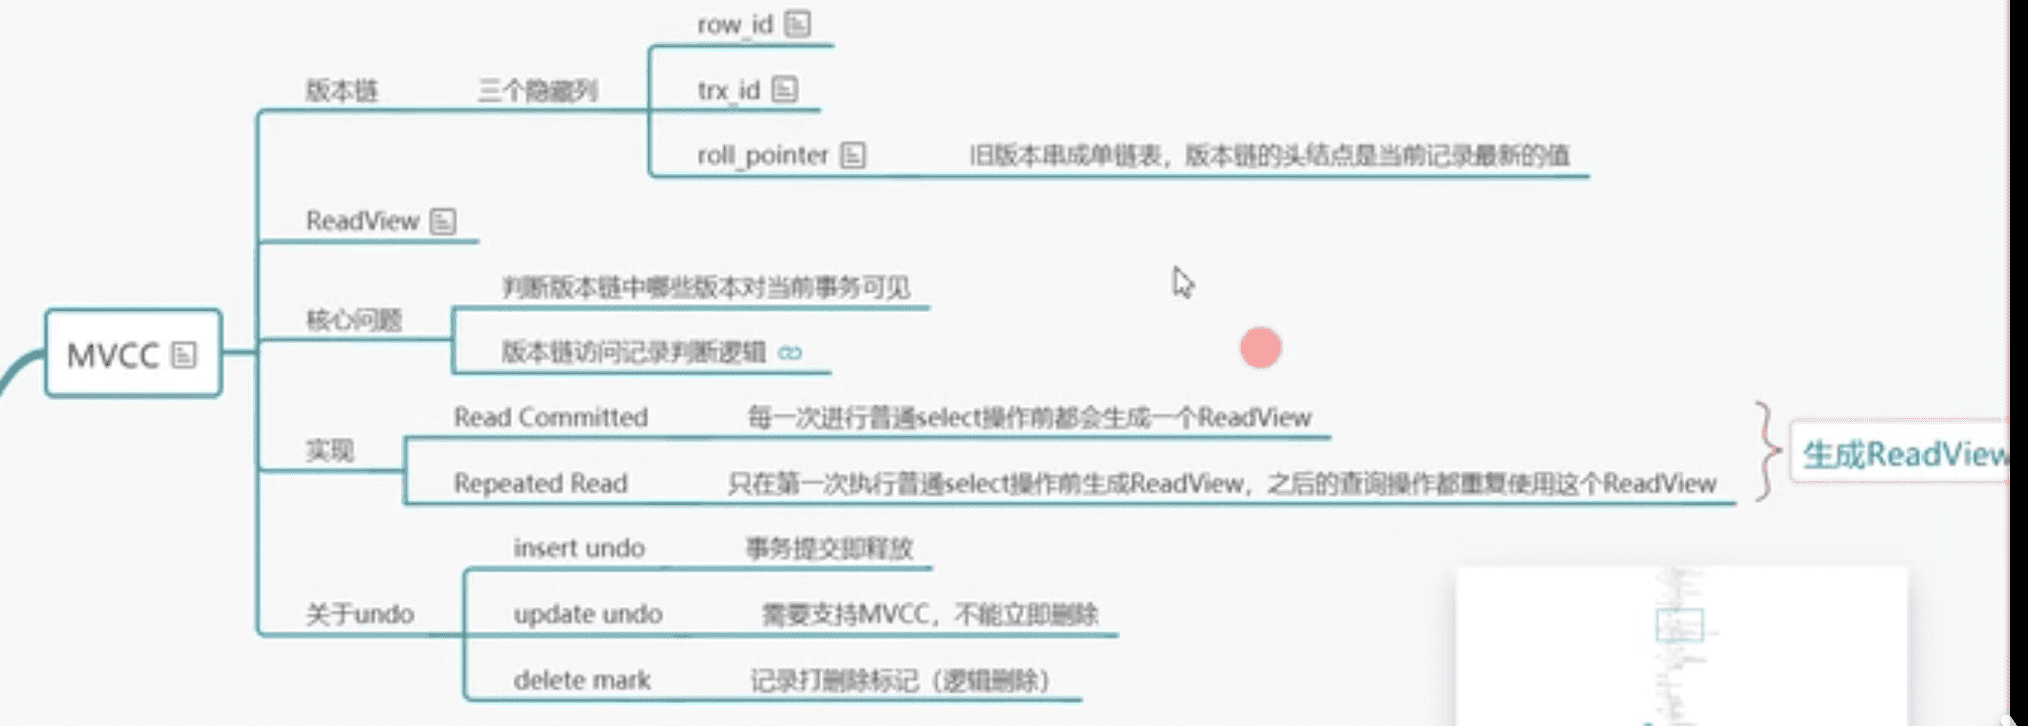 row_id
版本链 三个隐藏列 trx_id
roll_pointer 旧版本串成单链表，版本链的头结点是当前记录最新的值
ReadView
判断版本链中哪些版本对当前事务可见
核心问题
MVCC
版本链访问记录判断逻辑
Read Committed 每一次进行普通select操作前都会生成一个ReadView
实现
生成ReadView
Repeated Read 只在第一次执行普通select操作前生成ReadView，之后的查询操作都重复使用这个ReadView
insert undo 事务提交即释放
关于undo update undo 需要支持MVCC，不能立即删除
delete mark 记录打删除标记（逻辑删除）